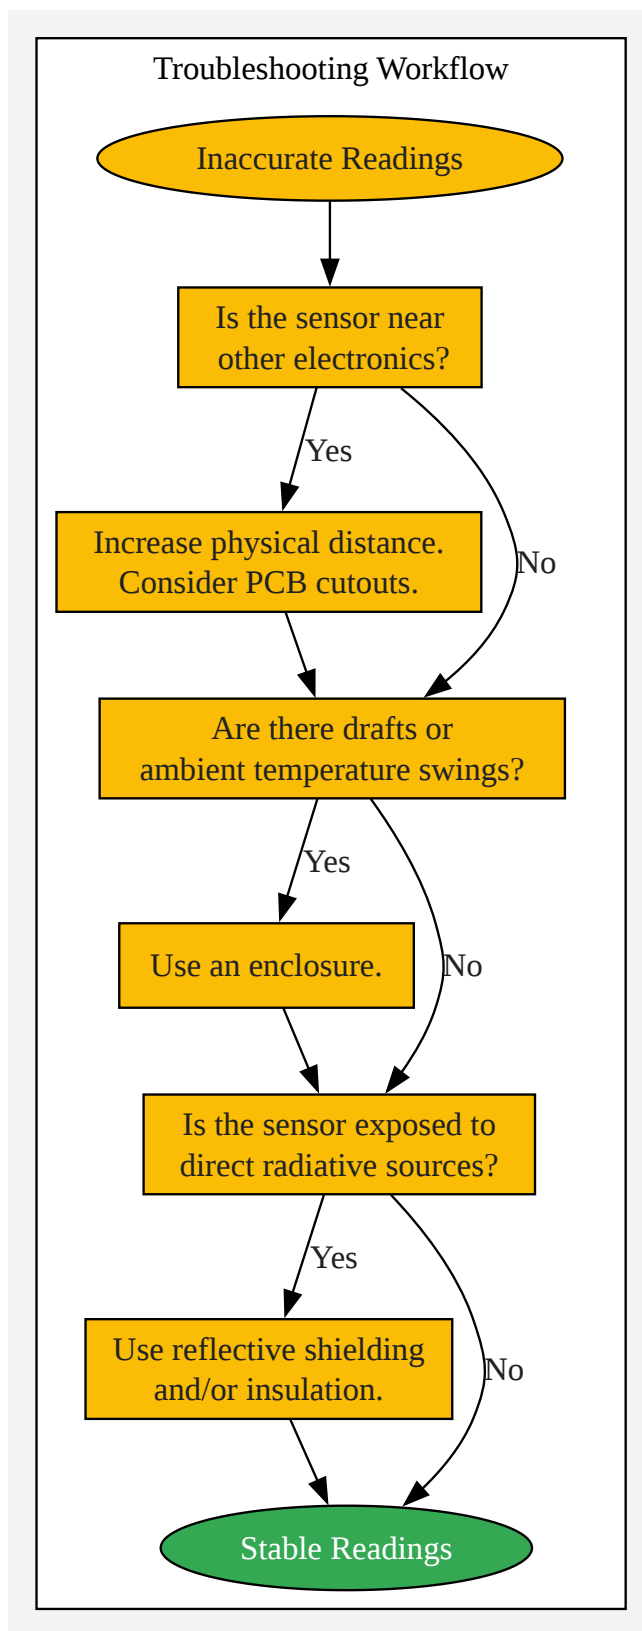 Troubleshooting Workflow
Inaccurate Readings
Is the sensor near
other electronics?
Yes
Increase physical distance.
Consider PCB cutouts.
No
Are there drafts or
ambient temperature swings?
Yes
Use an enclosure.
No
Is the sensor exposed to
direct radiative sources?
Yes
Use reflective shielding
and/or insulation.
No
Stable Readings